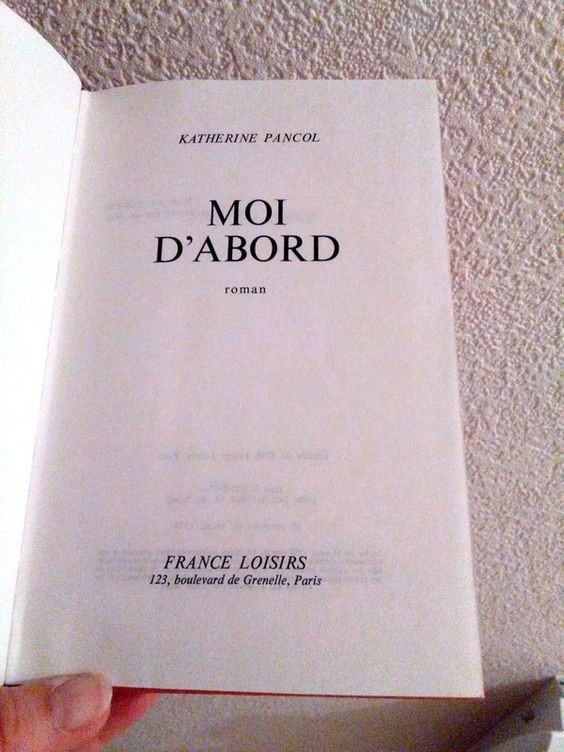 KATHERINE PANCOL
MOI
D'ABORD
roman
FRANCE LOISIRS
123, boulevard de Grenelle, Paris